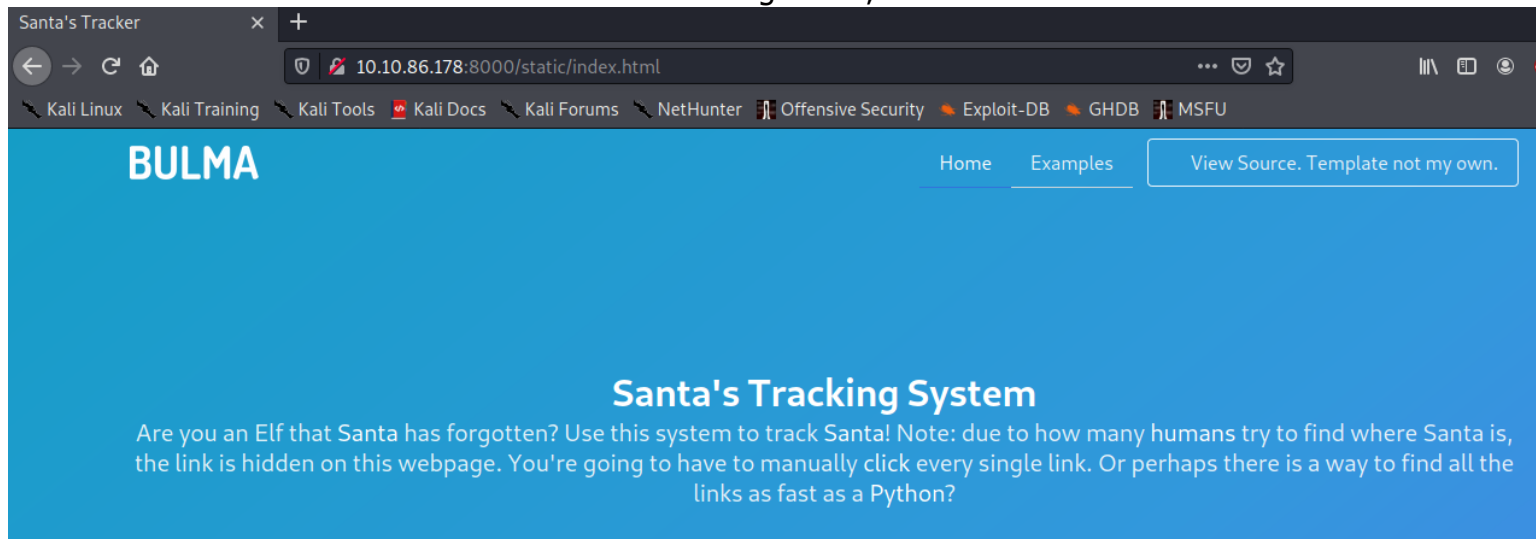 Santa's Tracker
10.10.86.178:8000/static/index.html
Kali Linux Kali Training Kali Tools Kali Docs Kali Forums NetHunter Offensive Security Exploit-DB GHDB MSFU
BULMA Home Examples View Source. Template not my own.
Santa's Tracking System
Are you an Elf that Santa has forgotten? Use this system to track Santa! Note: due to how many humans try to find where Santa is,
the link is hidden on this webpage. You're going to have to manually click every single link. Or perhaps there is a way to find all the
links as fast as a Python?